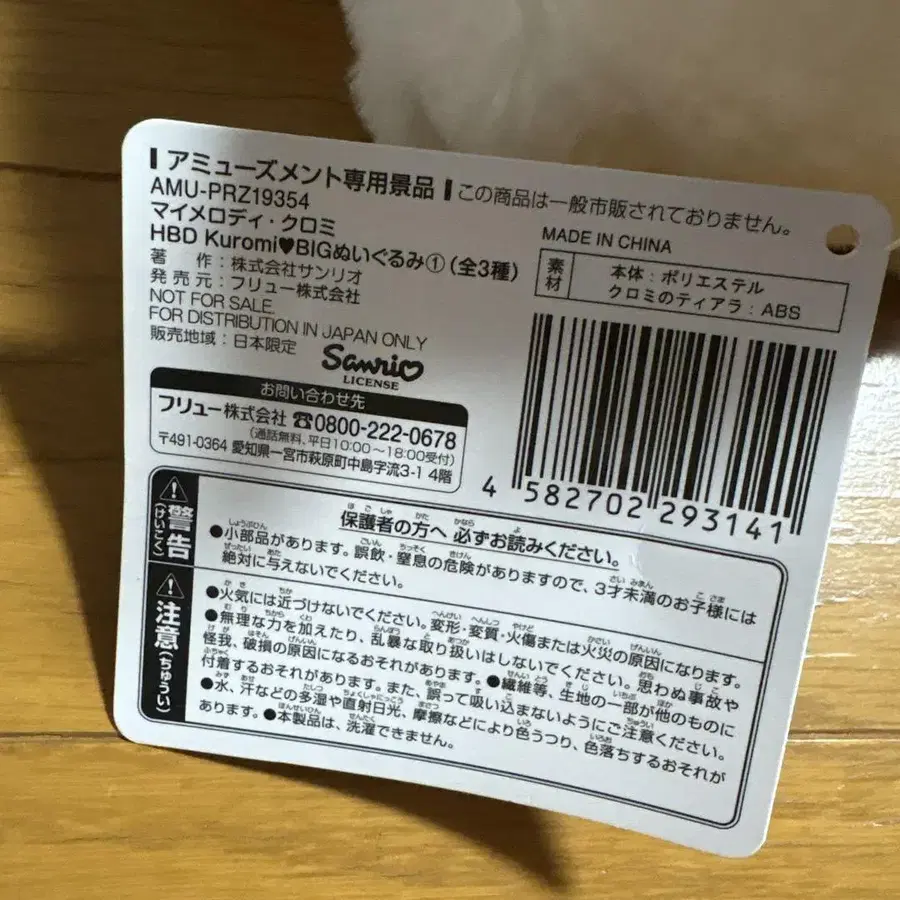 アミューズメント専用景品 この商品は一般市販されておりません。
AMU-PRZ19354
マイメロディ・クロミ
HBD Kuromi♥BIGぬいぐるみ①(全3種)
著作:株式会社サンリオ
発売元:フリュー株式会社
NOT FOR SALE.
FOR DISTRIBUTION IN JAPAN ONLY
販売地域:日本限定
Sanrio
LICENSE
MADE IN CHINA
素材
本体:ポリエステル
クロミのティアラ:ABS
お問い合わせ先
フリュー株式会社 ☎0800-222-0678
(通話無料、平日10:00~18:00受付)
〒491-0364 愛知県一宮市萩原町中島字流3-1 4階
4 582702 293141
警告(けいこく)
保護者の方へ 必ずお読みください。
●小部品があります。誤飲・窒息の危険がありますので、3才未満のお子様には
絶対に与えないでください。
注意(ちゅうい)
●火気には近づけないでください。変形・変質・火傷または火災の原因になります。
●無理な力を加えたり、乱暴な取り扱いはしないでください。思わぬ事故や
怪我、破損の原因になるおそれがあります。●繊維等、生地の一部が他のものに
付着するおそれがあります。また、誤って吸い込まないようにご注意ください。
●水、汗などの多湿や直射日光、摩擦などにより色うつり、色落ちするおそれが
あります。●本製品は、洗濯できません。